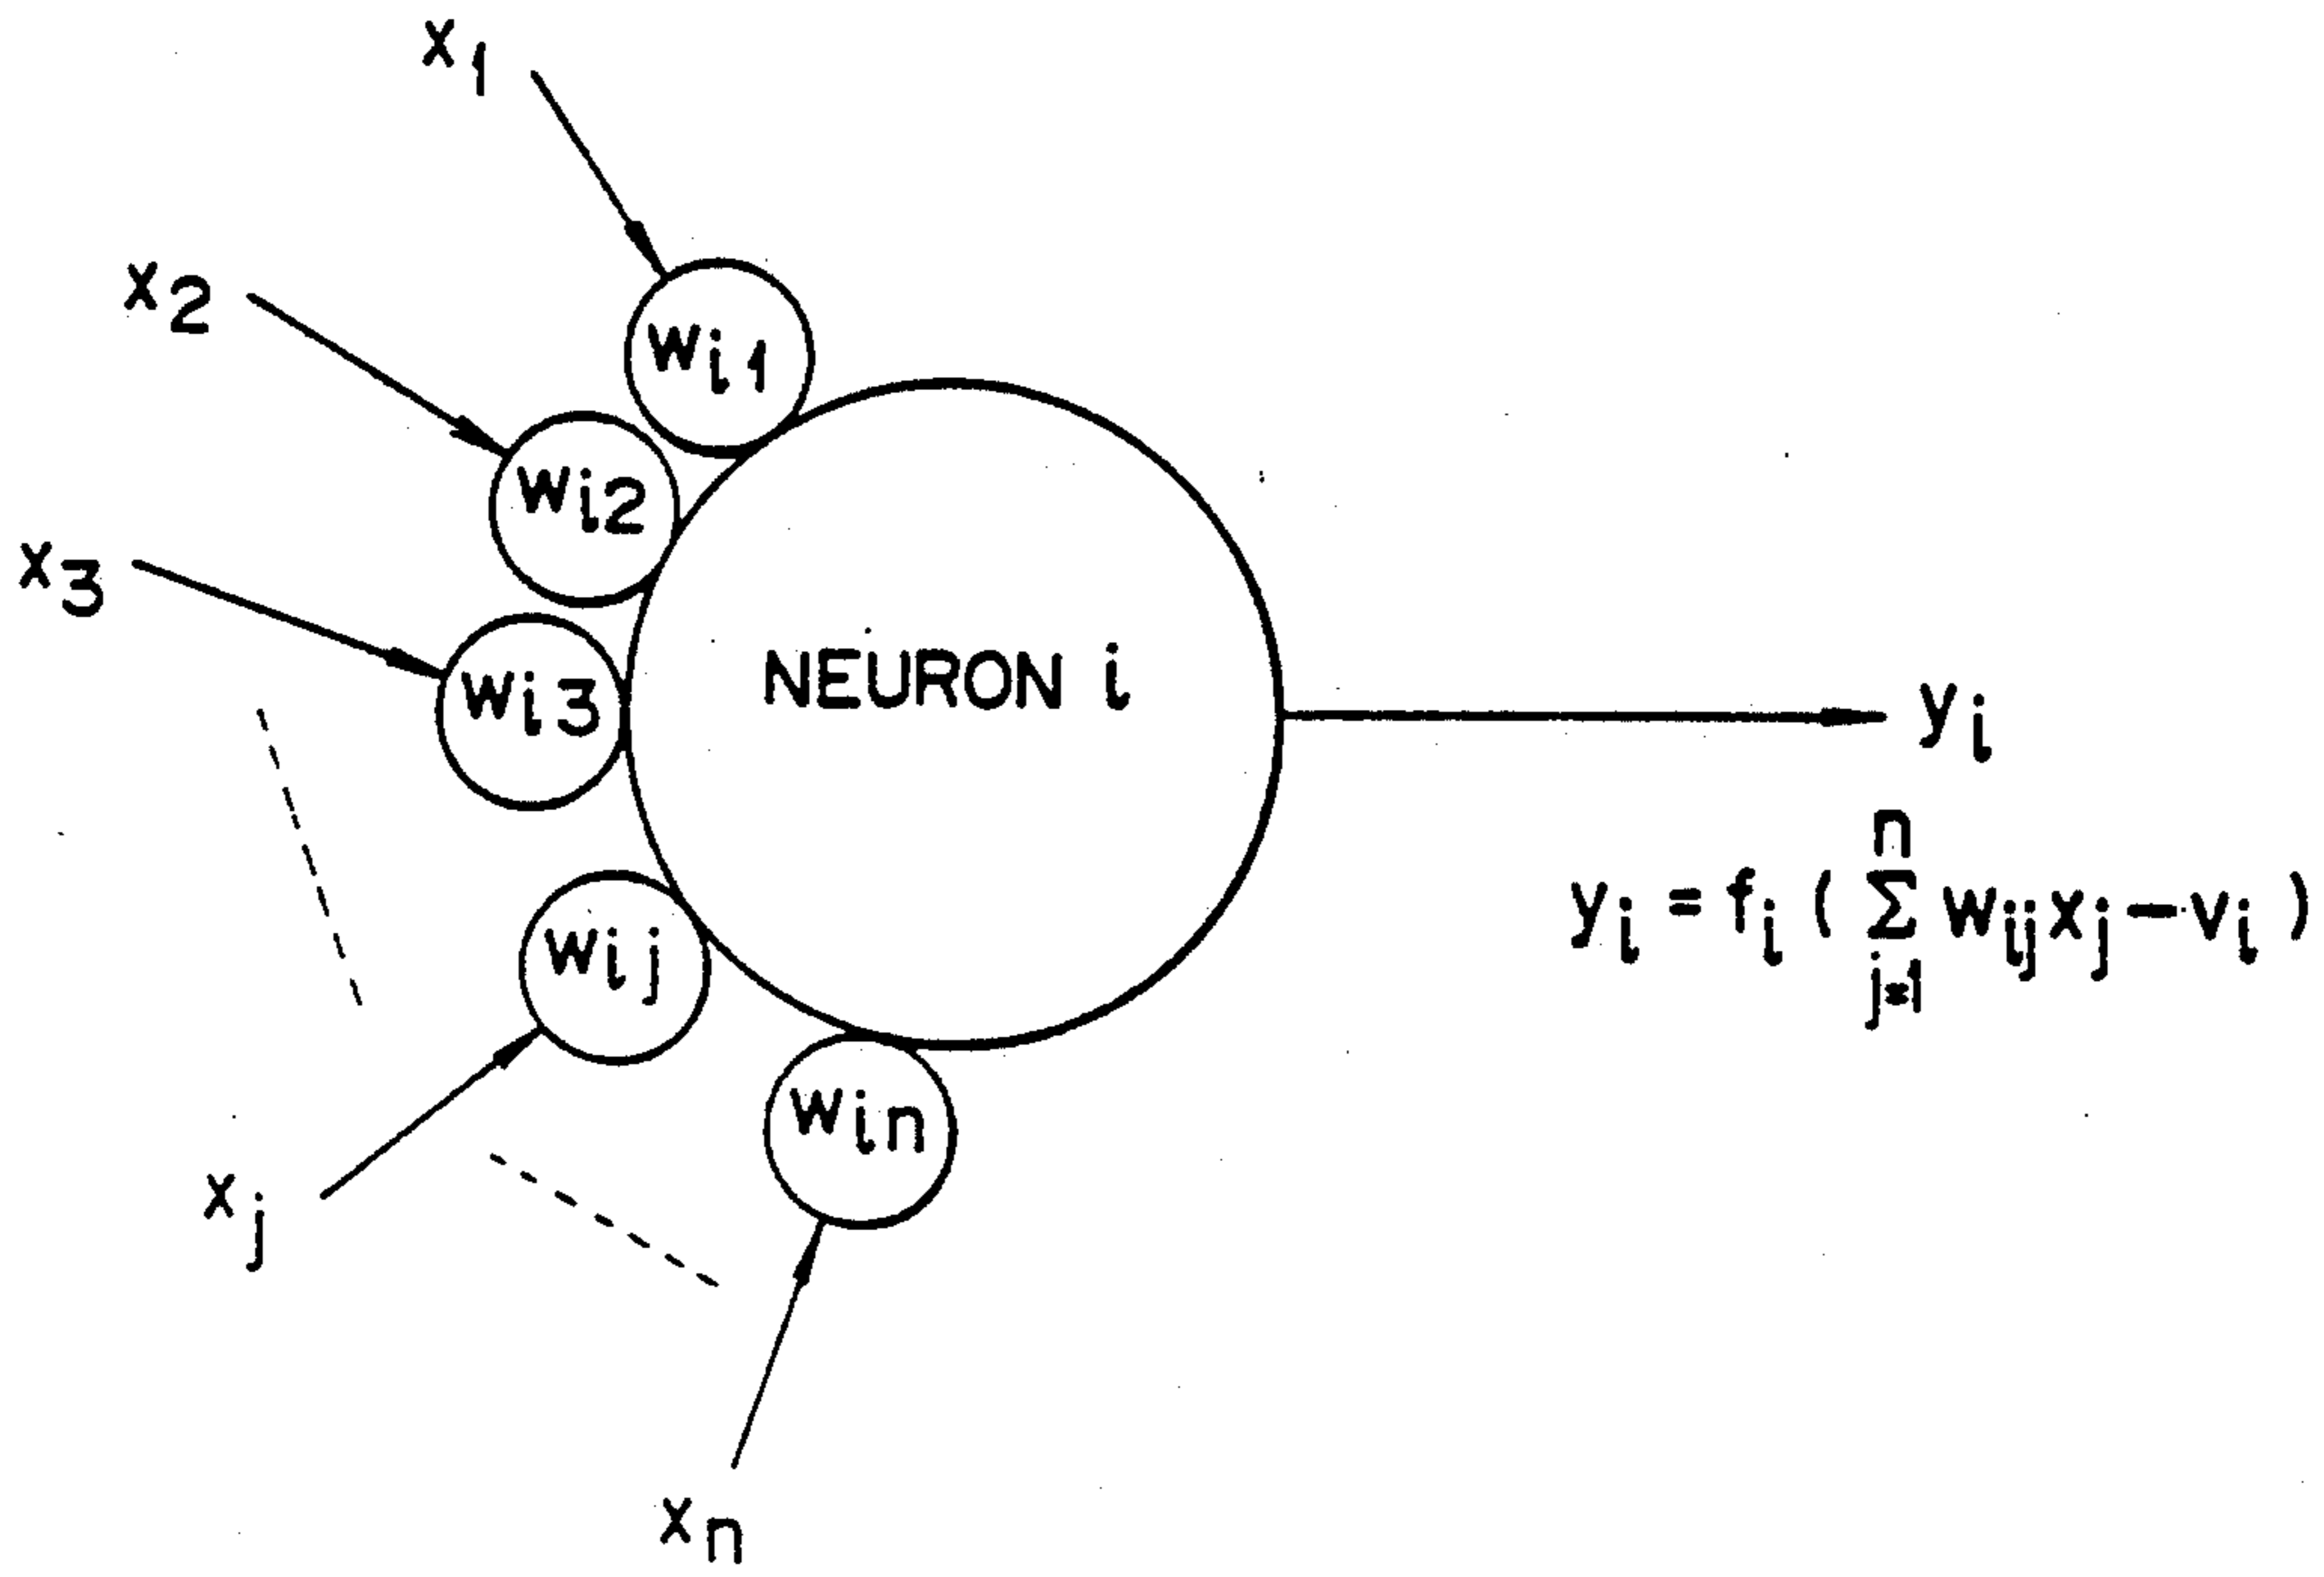 x1
x2
x3
wi1
wi2
wi3
NEURON i
yi
wij
win
xj
xn
yi = fi ( n Σ j=1 wijxj – vi )